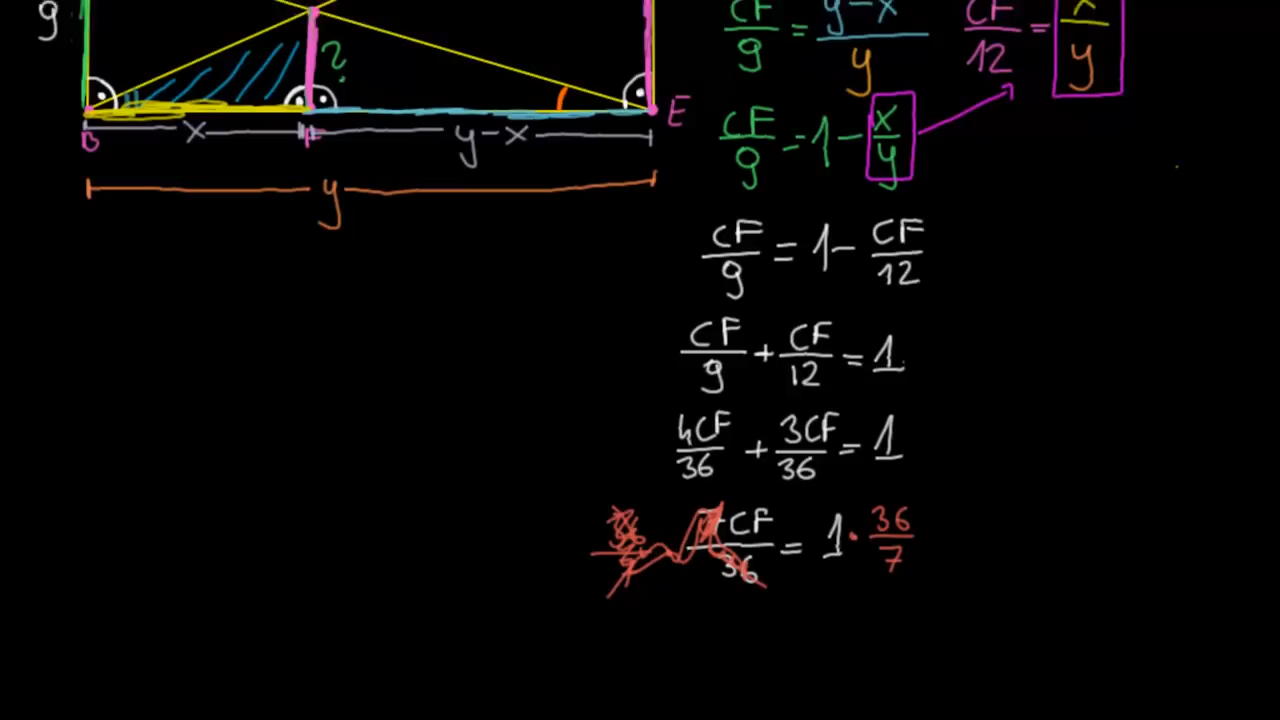 9
CF/9 = y-x/y
CF/12 = x/y
?
E
x
y-x
y
CF/9 = 1 - x/y
CF/9 = 1 - CF/12
CF/9 + CF/12 = 1
4CF/36 + 3CF/36 = 1
CF/36 = 1 · 36/7